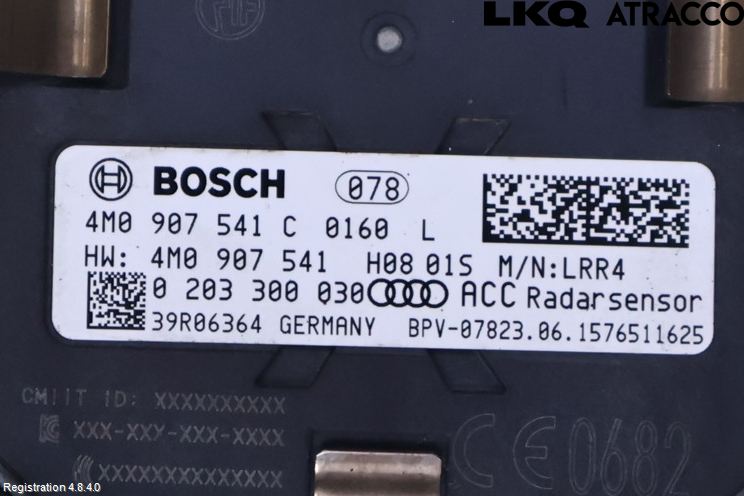 LKQ ATRACCO
BOSCH 078
4M0 907 541 C 0160 L
HW: 4M0 907 541 H08 01S M/N:LRR4
0 203 300 030 ACC Radarsensor
39R06364 GERMANY BPV-07823.06.1576511625
CMIIT ID: XXXXXXXXXX
XXX-XXY-XXX-XXXX
XXXXXXXXXXXXXX
CE 0682
Registration 4.8.4.0